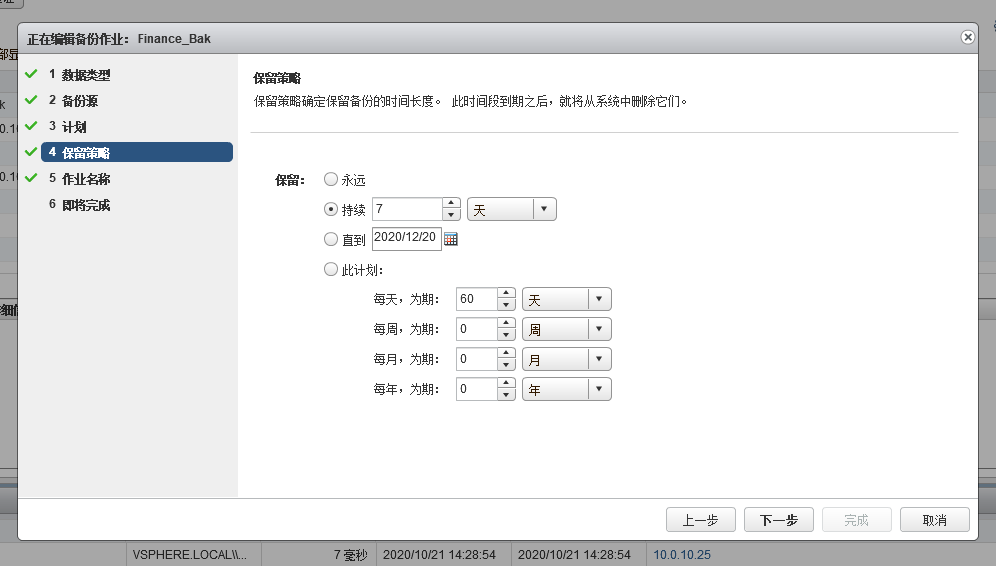 正在编辑备份作业： Finance_Bak
1 数据类型
2 备份源
3 计划
4 保留策略
5 作业名称
6 即将完成
保留策略
保留策略确定保留备份的时间长度。 此时间段到期之后，就将从系统中删除它们。
保留： 永远
持续 7 天
直到 2020/12/20
此计划：
每天，为期： 60 天
每周，为期： 0 周
每月，为期： 0 月
每年，为期： 0 年
上一步 下一步 完成 取消
VSPHERE.LOCAL\\... 7 毫秒 2020/10/21 14:28:54 2020/10/21 14:28:54 10.0.10.25